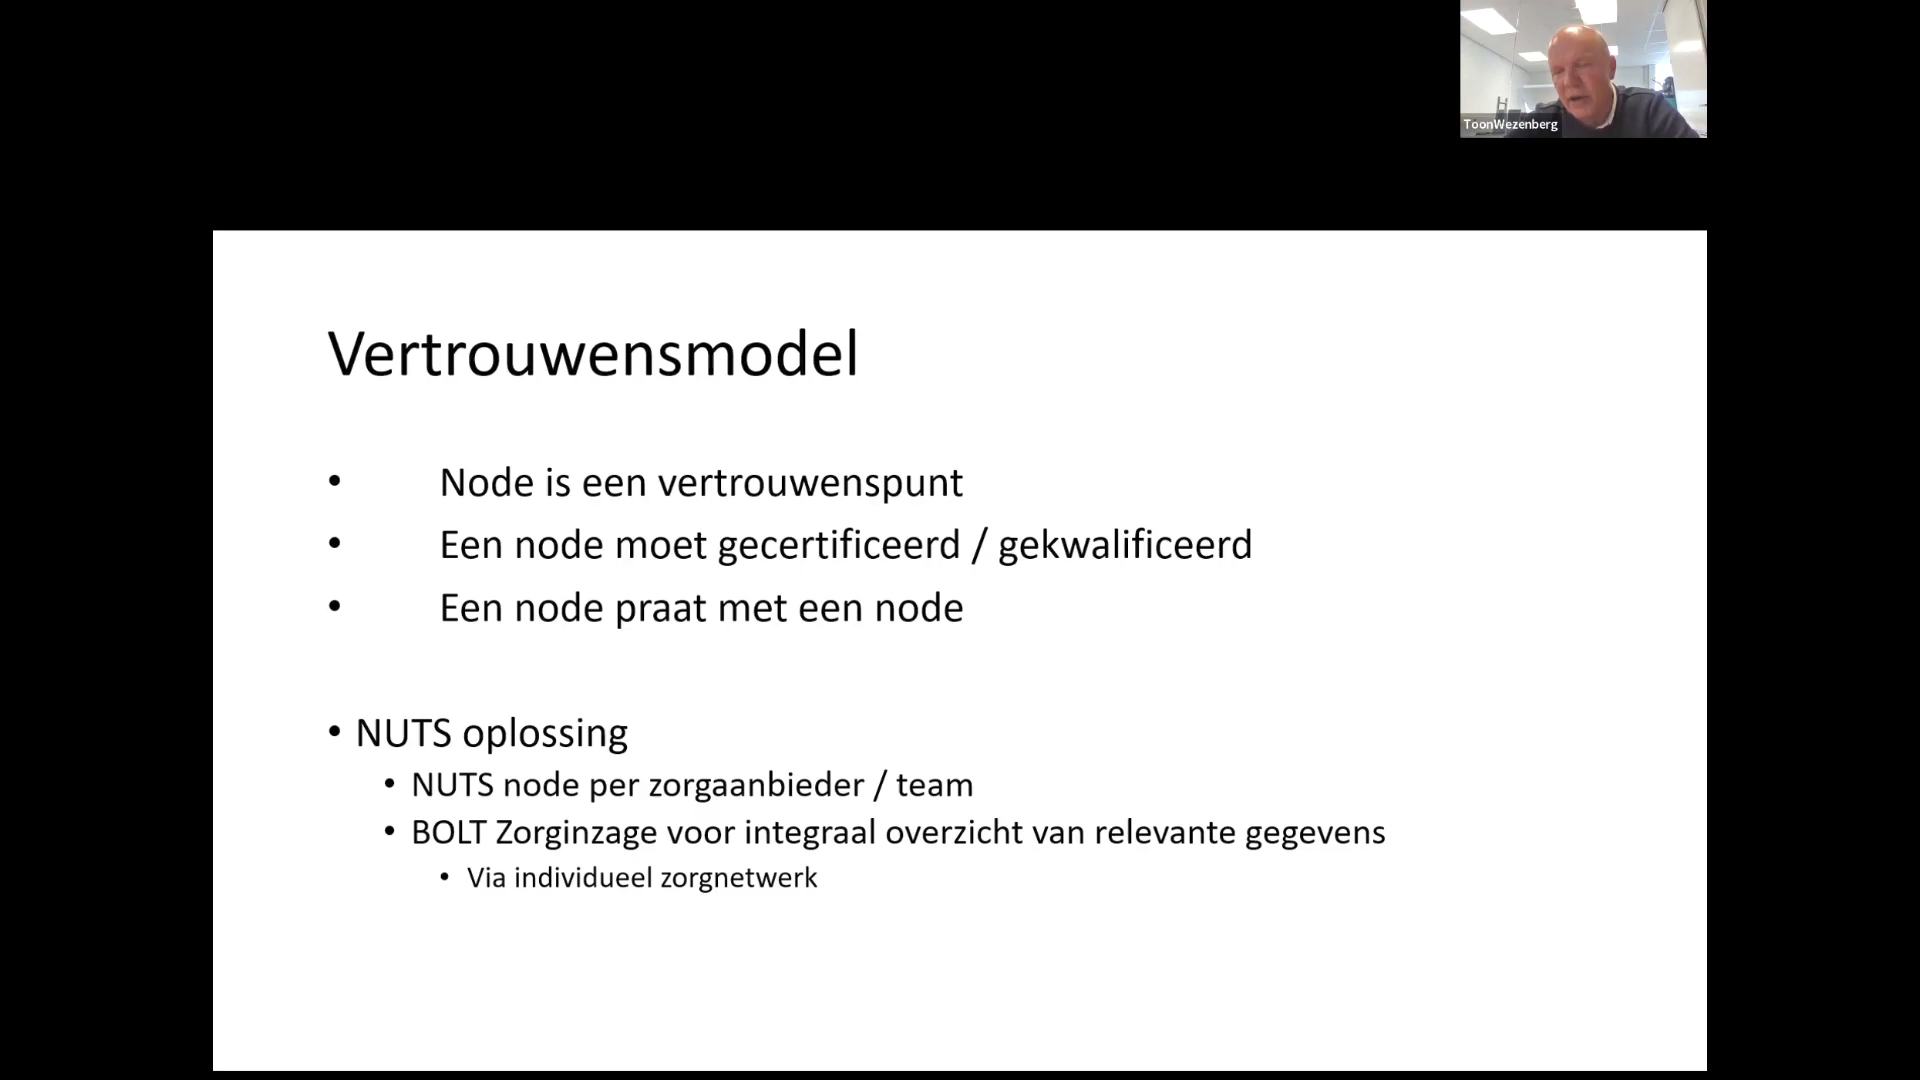 ToonWezenberg
Vertrouwensmodel
• Node is een vertrouwenspunt
• Een node moet gecertificeerd / gekwalificeerd
• Een node praat met een node
• NUTS oplossing
• NUTS node per zorgaanbieder / team
• BOLT Zorginzage voor integraal overzicht van relevante gegevens
• Via individueel zorgnetwerk